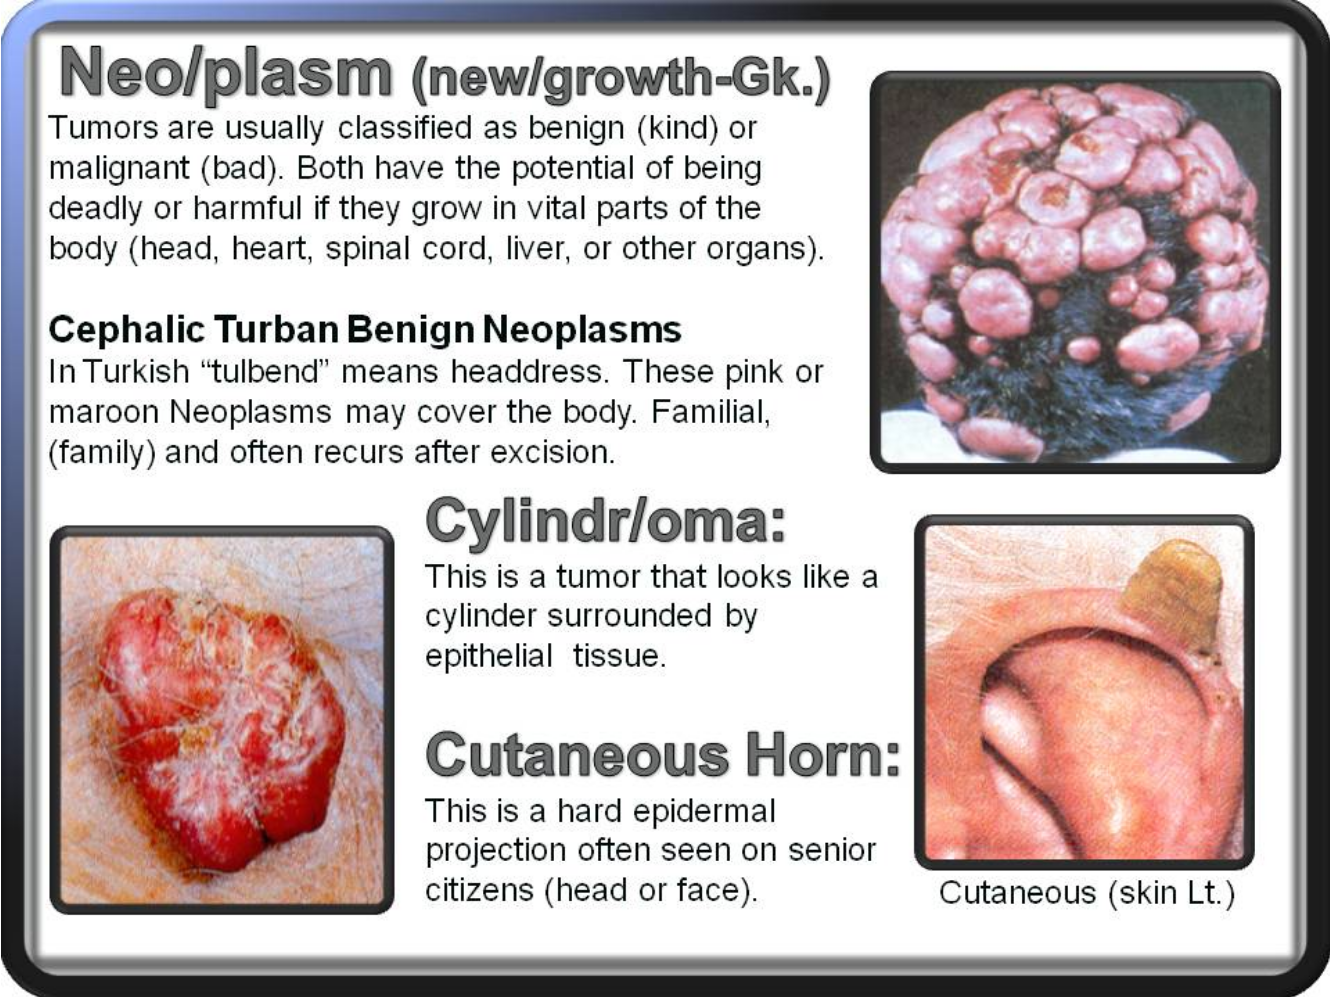 Neo/plasm (new/growth-Gk.)
Tumors are usually classified as benign (kind) or
malignant (bad). Both have the potential of being
deadly or harmful if they grow in vital parts of the
body (head, heart, spinal cord, liver, or other organs).
Cephalic Turban Benign Neoplasms
In Turkish “tulbend” means headdress. These pink or
maroon Neoplasms may cover the body. Familial,
(family) and often recurs after excision.
Cylindr/oma:
This is a tumor that looks like a
cylinder surrounded by
epithelial tissue.
Cutaneous Horn:
This is a hard epidermal
projection often seen on senior
citizens (head or face).
Cutaneous (skin Lt.)